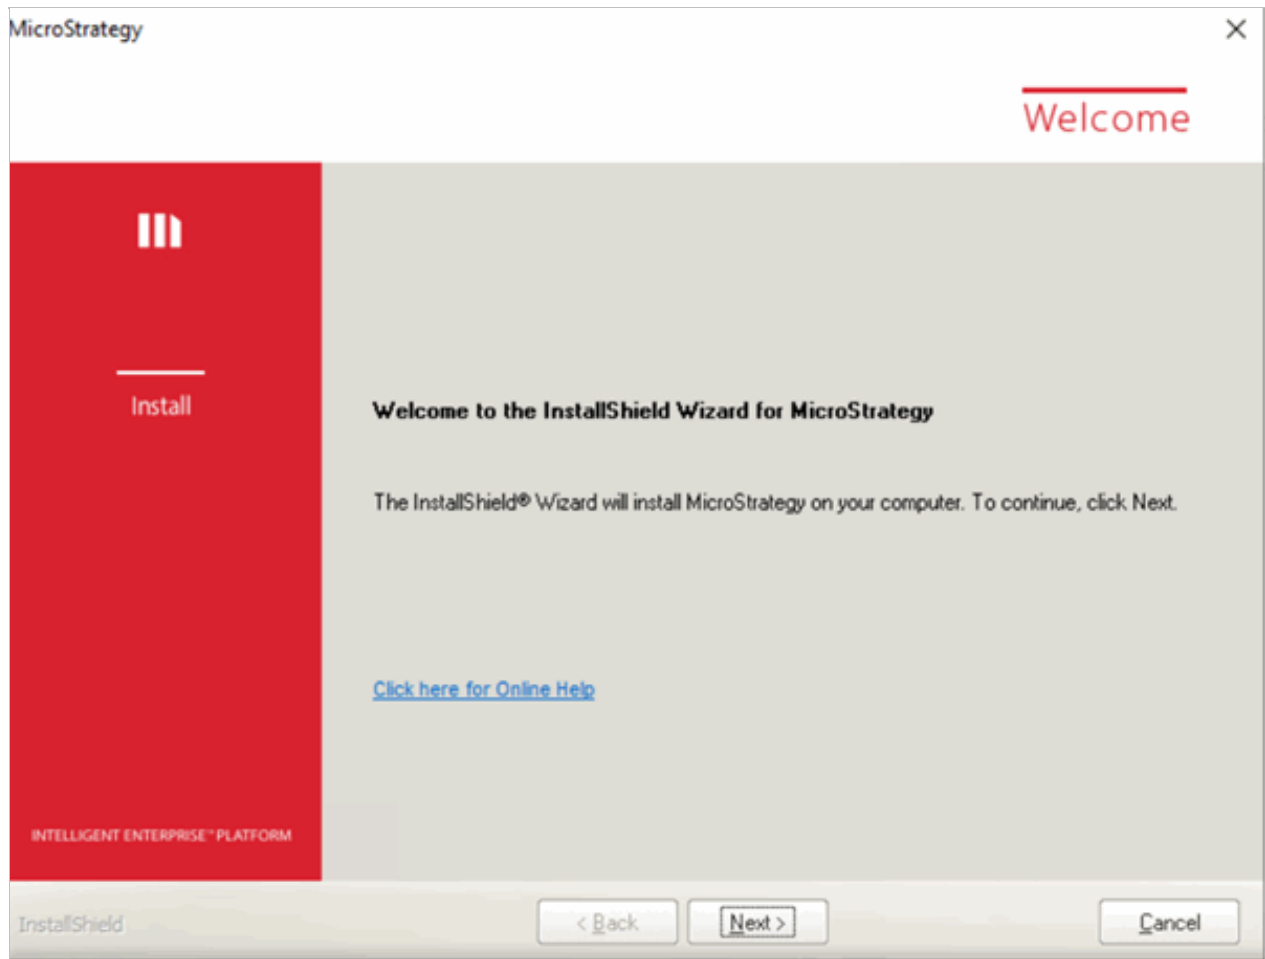 MicroStrategy
Welcome
Install
Welcome to the InstallShield Wizard for MicroStrategy
The InstallShield® Wizard will install MicroStrategy on your computer. To continue, click Next.
Click here for Online Help
INTELLIGENT ENTERPRISE™ PLATFORM
InstallShield
< Back
Next >
Cancel